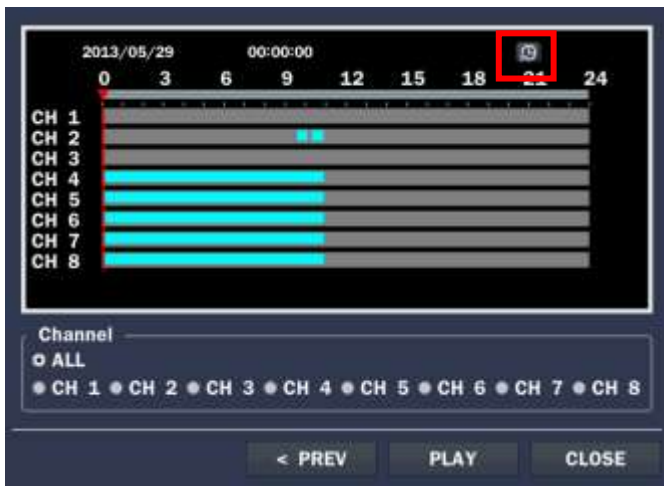 2013/05/29 00:00:00
0 3 6 9 12 15 18 21 24
CH 1
CH 2
CH 3
CH 4
CH 5
CH 6
CH 7
CH 8
Channel
ALL
CH 1 CH 2 CH 3 CH 4 CH 5 CH 6 CH 7 CH 8
< PREV PLAY CLOSE